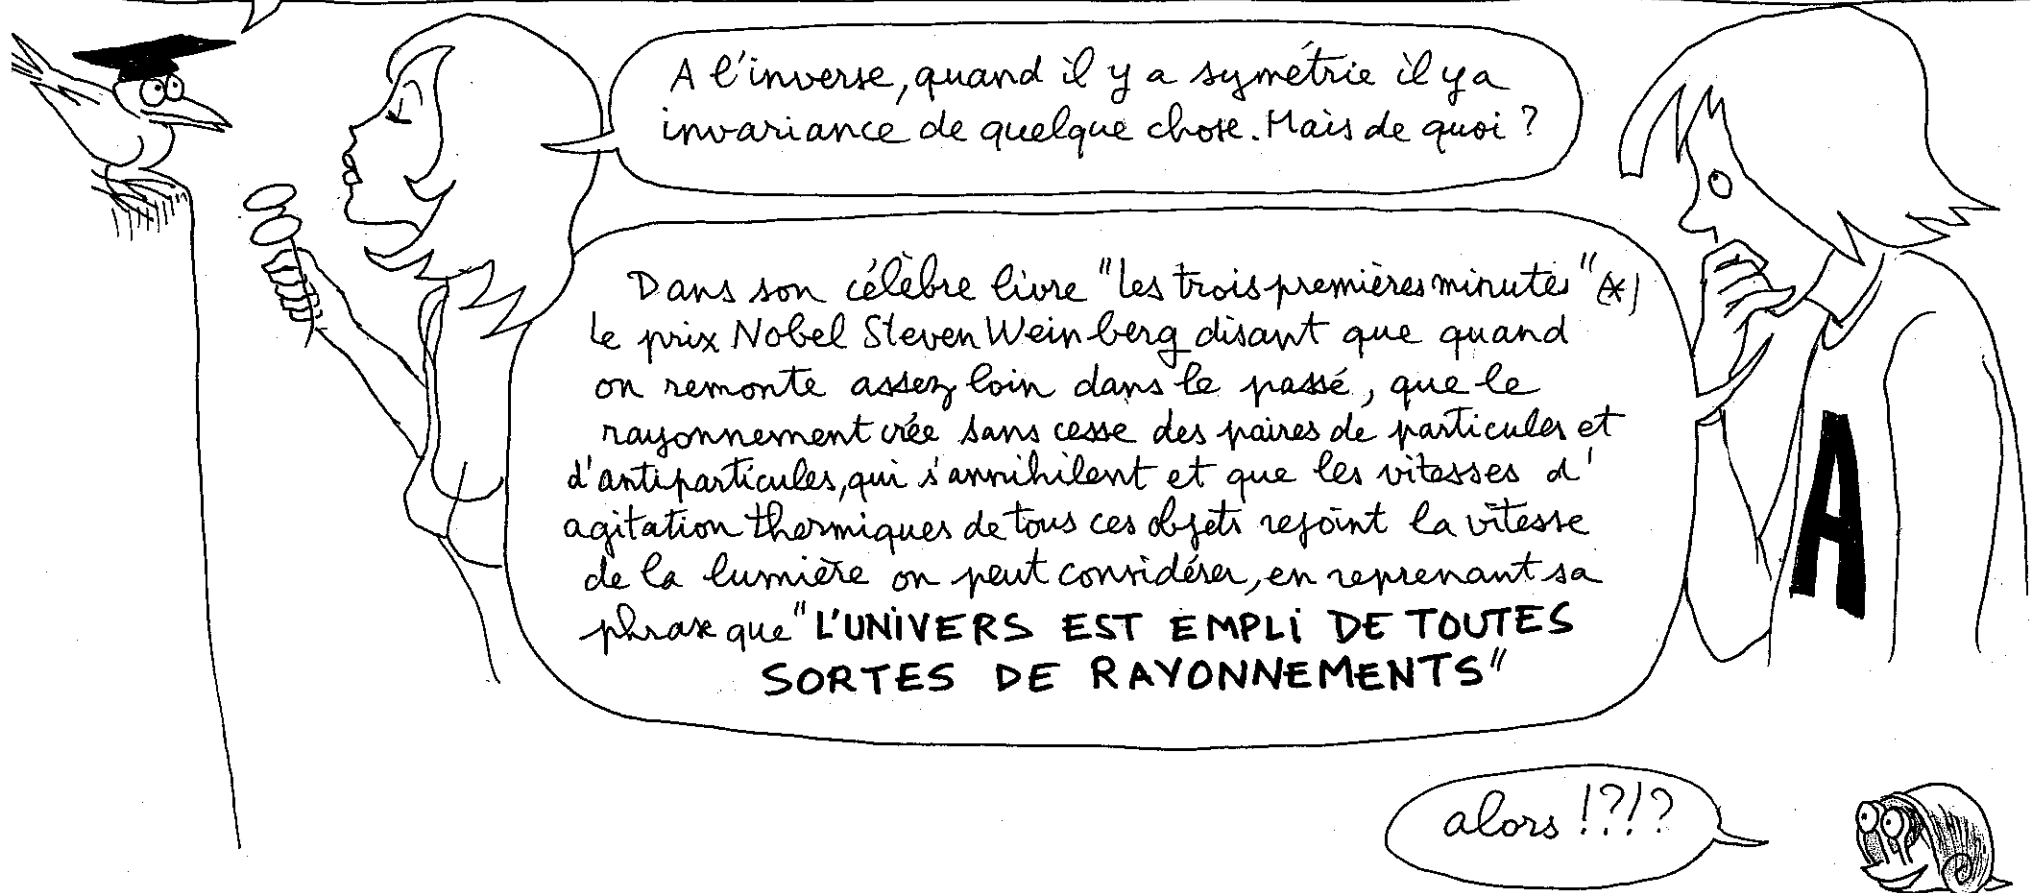 A l'inverse, quand il y a symétrie il y a
invariance de quelque chose. Mais de quoi ?
Dans son célèbre livre "les trois premières minutes" (*)
le prix Nobel Steven Weinberg disant que quand
on remonte assez loin dans le passé, que le
rayonnement crée sans cesse des paires de particules et
d'antiparticules, qui s'annihilent et que les vitesses d'
agitation thermiques de tous ces objets rejoint la vitesse
de la lumière on peut considérer, en reprenant sa
phrase que "L'UNIVERS EST EMPLI DE TOUTES
SORTES DE RAYONNEMENTS"
A
alors !?!?